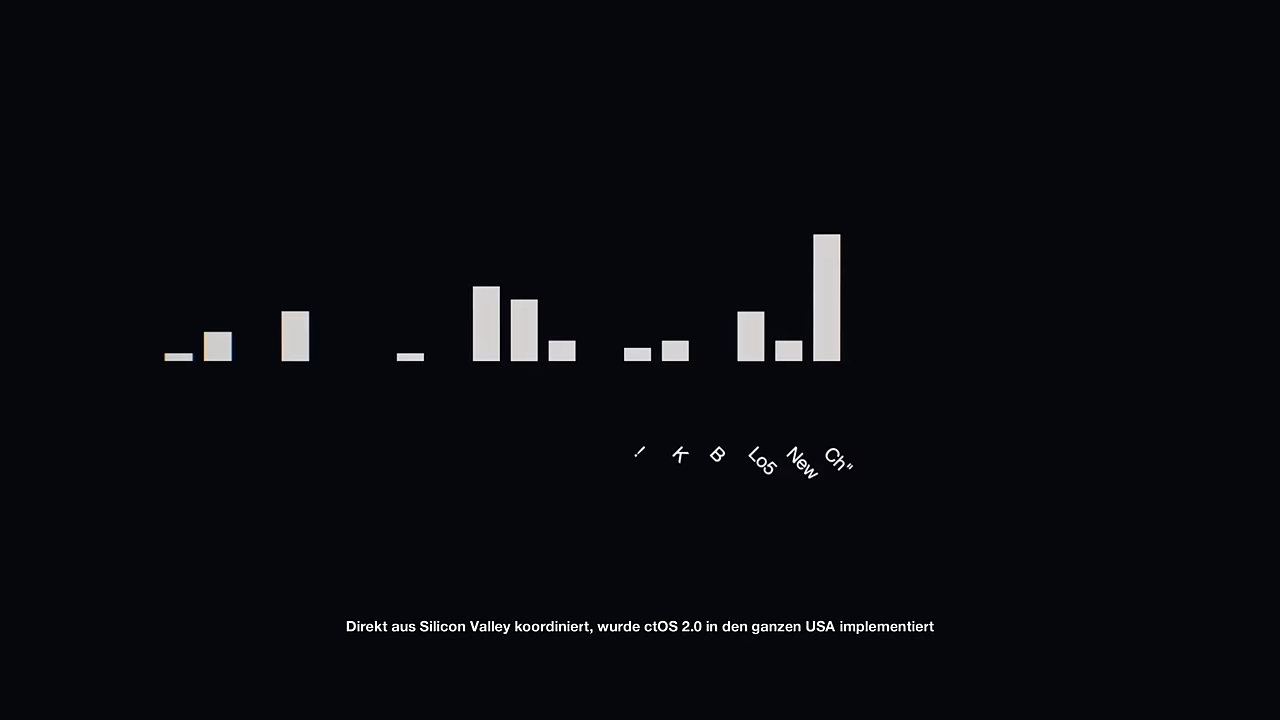 ! K B Lo5 New Ch"
Direkt aus Silicon Valley koordiniert, wurde ctOS 2.0 in den ganzen USA implementiert